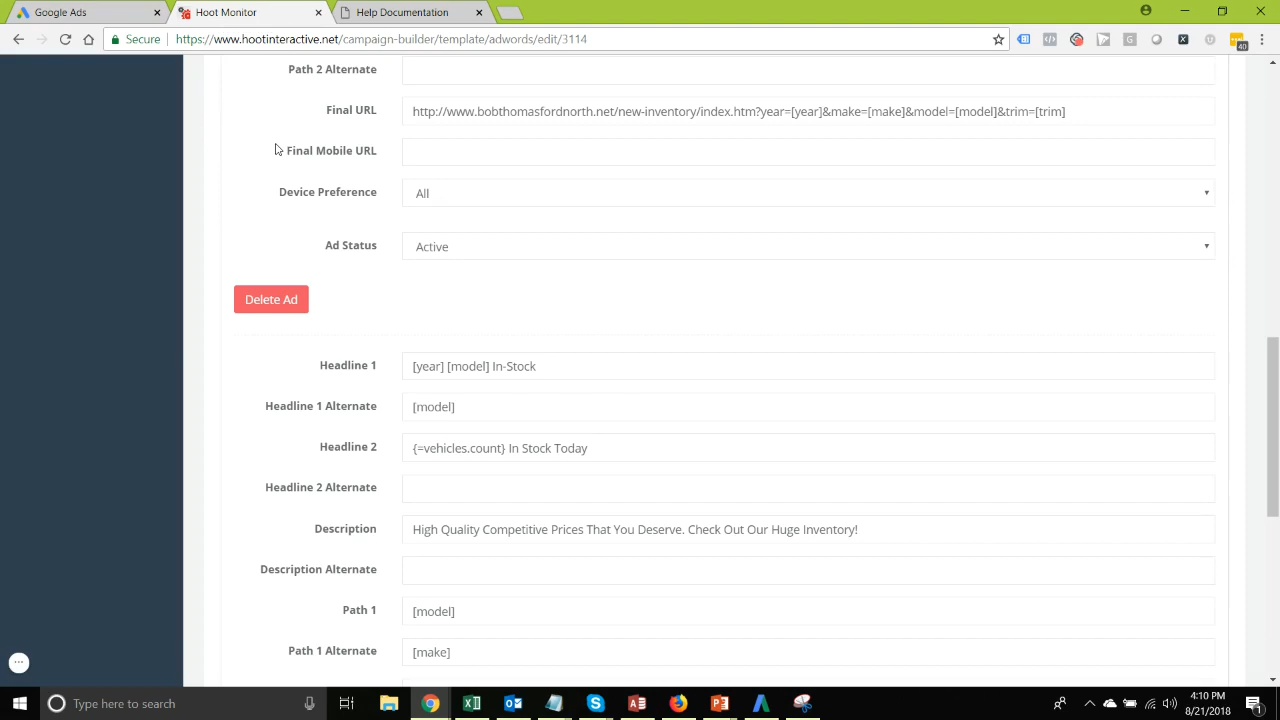 Google Ads
Hoot Monitor
Help Documentation
Secure https://www.hootinteractive.net/campaign-builder/template/adwords/edit/3114
40
Path 2 Alternate
Final URL http://www.bobthomasfordnorth.net/new-inventory/index.htm?year=[year]&make=[make]&model=[model]&trim=[trim]
Final Mobile URL
Device Preference All
Ad Status Active
Delete Ad
Headline 1 [year] [model] In-Stock
Headline 1 Alternate [model]
Headline 2 {=vehicles.count} In Stock Today
Headline 2 Alternate
Description High Quality Competitive Prices That You Deserve. Check Out Our Huge Inventory!
Description Alternate
Path 1 [model]
Path 1 Alternate [make]
Type here to search
4:10 PM
8/21/2018
1